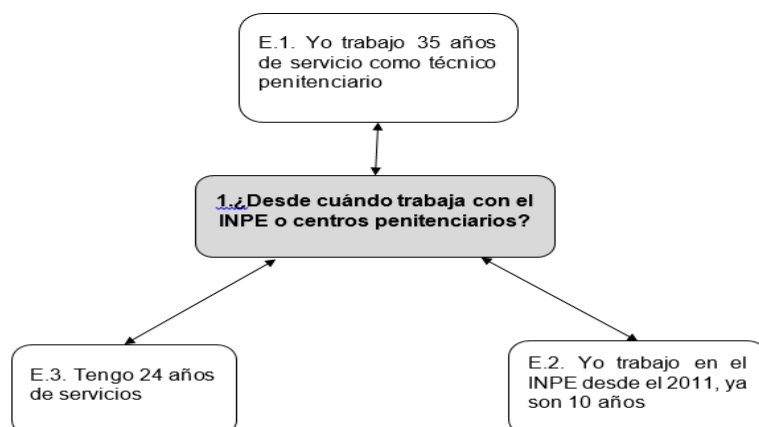 E.1. Yo trabajo 35 años
de servicio como técnico
penitenciario
1.¿Desde cuándo trabaja con el
INPE o centros penitenciarios?
E.3. Tengo 24 años
de servicios
E.2. Yo trabajo en el
INPE desde el 2011, ya
son 10 años